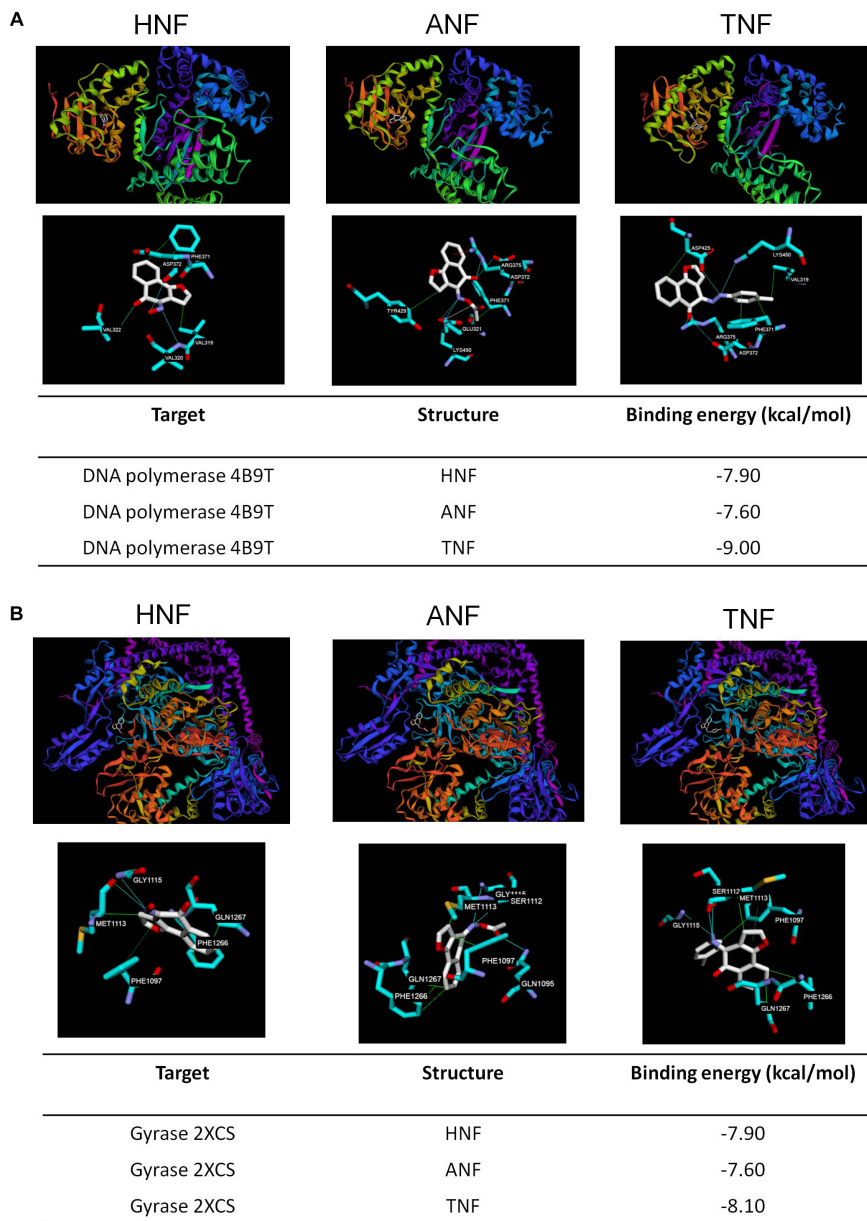 A
HNF ANF TNF
PHE371
ASP372
VAL322
VAL319
VAL320
ARG375
ASP372
PHE371
TYR429
GLU321
LYS450
ASP425
LYS450
VAL319
PHE371
ARG375
ASP372
Target Structure Binding energy (kcal/mol)
DNA polymerase 4B9T HNF -7.90
DNA polymerase 4B9T ANF -7.60
DNA polymerase 4B9T TNF -9.00
B
HNF ANF TNF
GLY1115
MET1113
GLN1267
PHE1266
PHE1097
GLY1115
SER1112
MET1113
PHE1097
GLN1267
GLN1095
PHE1266
SER1112
MET1113
PHE1097
GLY1115
PHE1266
GLN1267
Target Structure Binding energy (kcal/mol)
Gyrase 2XCS HNF -7.90
Gyrase 2XCS ANF -7.60
Gyrase 2XCS TNF -8.10